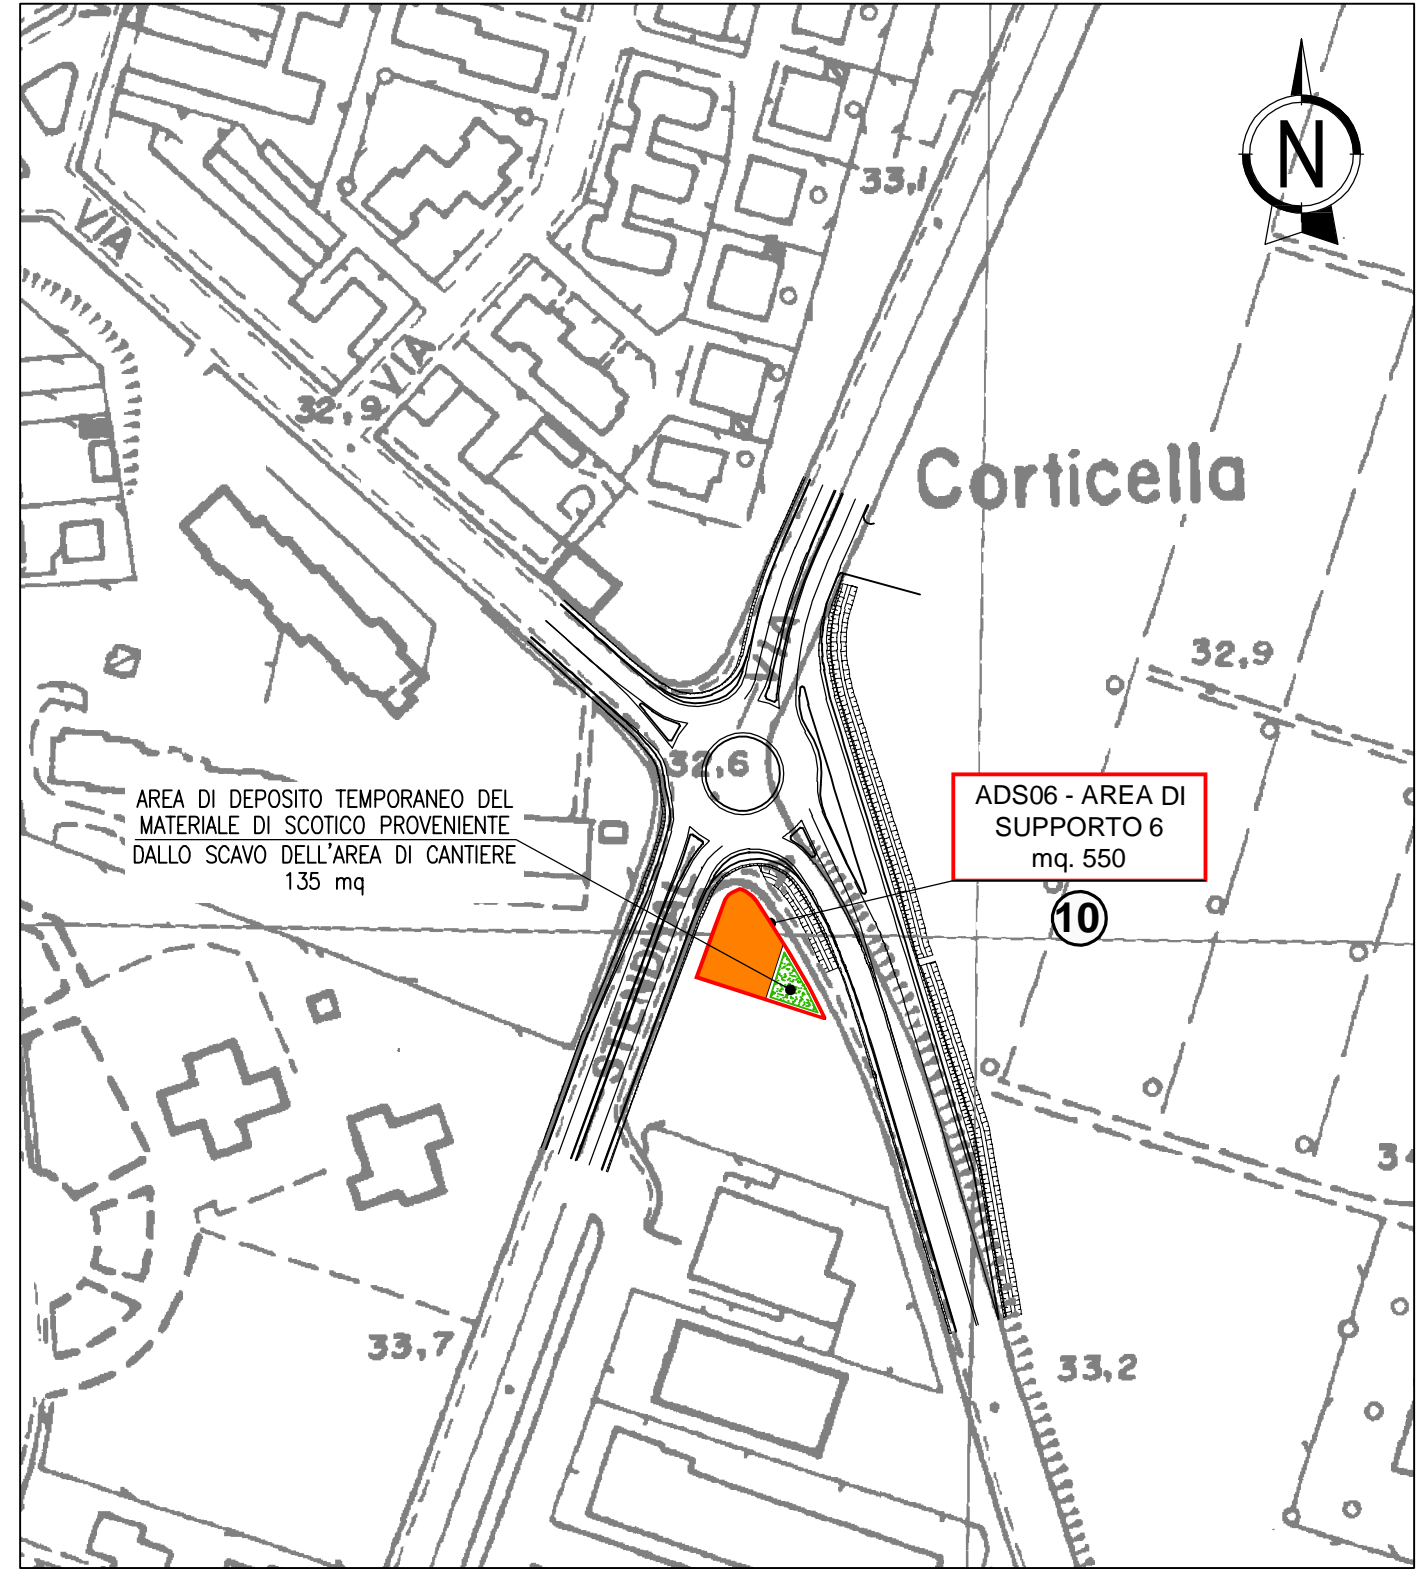 N
33,1
VIA
VIA
32,9
Corticella
VIA
32,9
32,6
AREA DI DEPOSITO TEMPORANEO DEL
MATERIALE DI SCOTICO PROVENIENTE
DALLO SCAVO DELL'AREA DI CANTIERE
135 mq
ADS06 - AREA DI
SUPPORTO 6
mq. 550
10
STENDHAL
33,7
33,2